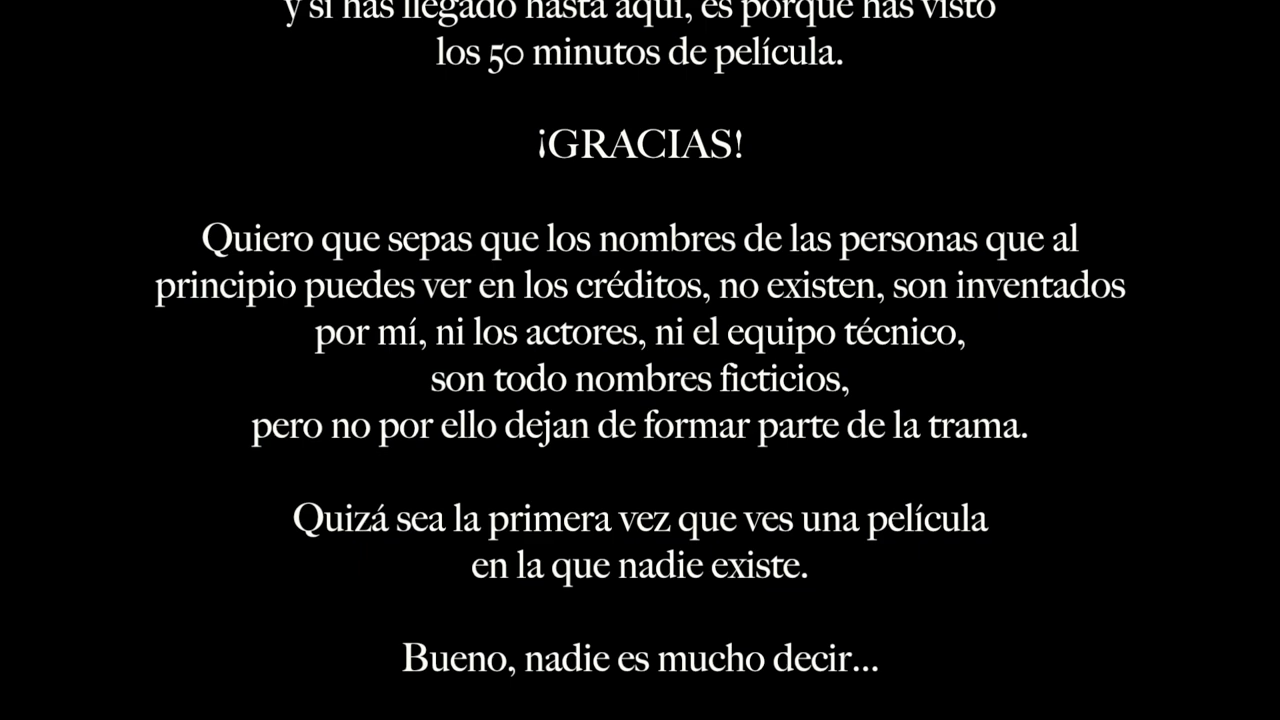 y si has llegado hasta aquí, es porque has visto
los 50 minutos de película.
¡GRACIAS!
Quiero que sepas que los nombres de las personas que al
principio puedes ver en los créditos, no existen, son inventados
por mí, ni los actores, ni el equipo técnico,
son todo nombres ficticios,
pero no por ello dejan de formar parte de la trama.
Quizá sea la primera vez que ves una película
en la que nadie existe.
Bueno, nadie es mucho decir...